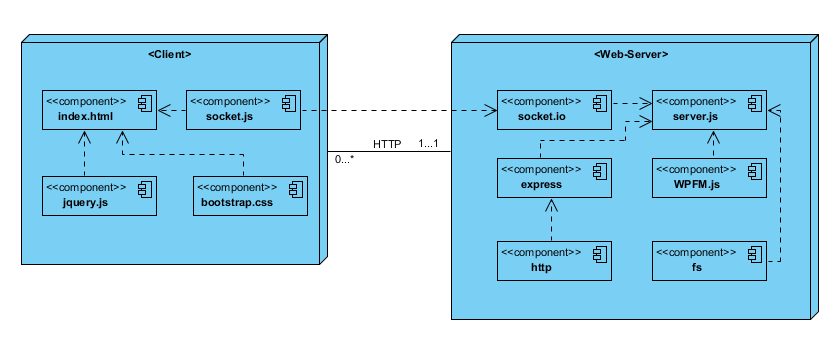 <Client>
<<component>>
index.html
<<component>>
socket.js
<<component>>
jquery.js
<<component>>
bootstrap.css
HTTP
0...*
1...1
<Web-Server>
<<component>>
socket.io
<<component>>
server.js
<<component>>
express
<<component>>
WPFM.js
<<component>>
http
<<component>>
fs